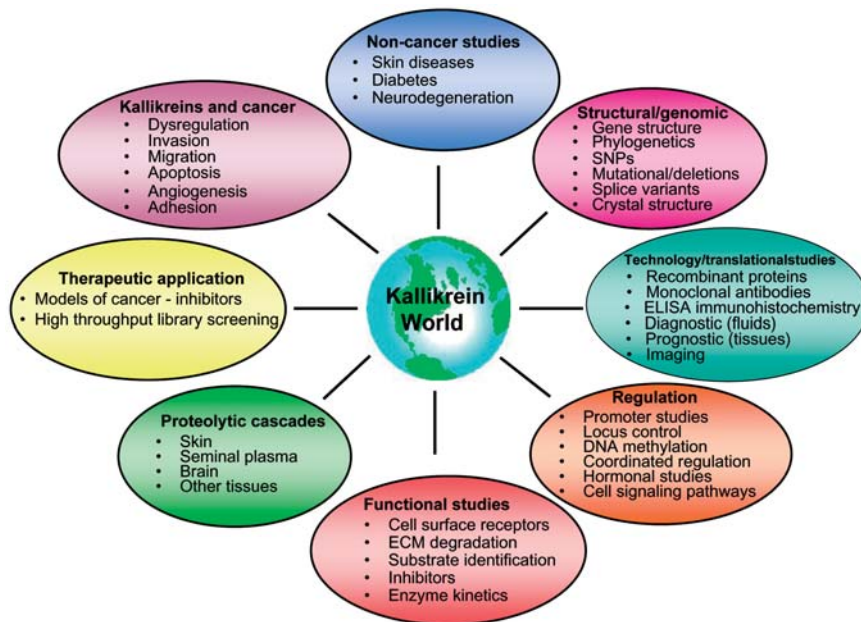 Non-cancer studies
• Skin diseases
• Diabetes
• Neurodegeneration
Kallikreins and cancer
• Dysregulation
• Invasion
• Migration
• Apoptosis
• Angiogenesis
• Adhesion
Structural/genomic
• Gene structure
• Phylogenetics
• SNPs
• Mutational/deletions
• Splice variants
• Crystal structure
Therapeutic application
• Models of cancer - inhibitors
• High throughput library screening
Kallikrein
World
Technology/translationalstudies
• Recombinant proteins
• Monoclonal antibodies
• ELISA immunohistochemistry
• Diagnostic (fluids)
• Prognostic (tissues)
• Imaging
Proteolytic cascades
• Skin
• Seminal plasma
• Brain
• Other tissues
Regulation
• Promoter studies
• Locus control
• DNA methylation
• Coordinated regulation
• Hormonal studies
• Cell signaling pathways
Functional studies
• Cell surface receptors
• ECM degradation
• Substrate identification
• Inhibitors
• Enzyme kinetics